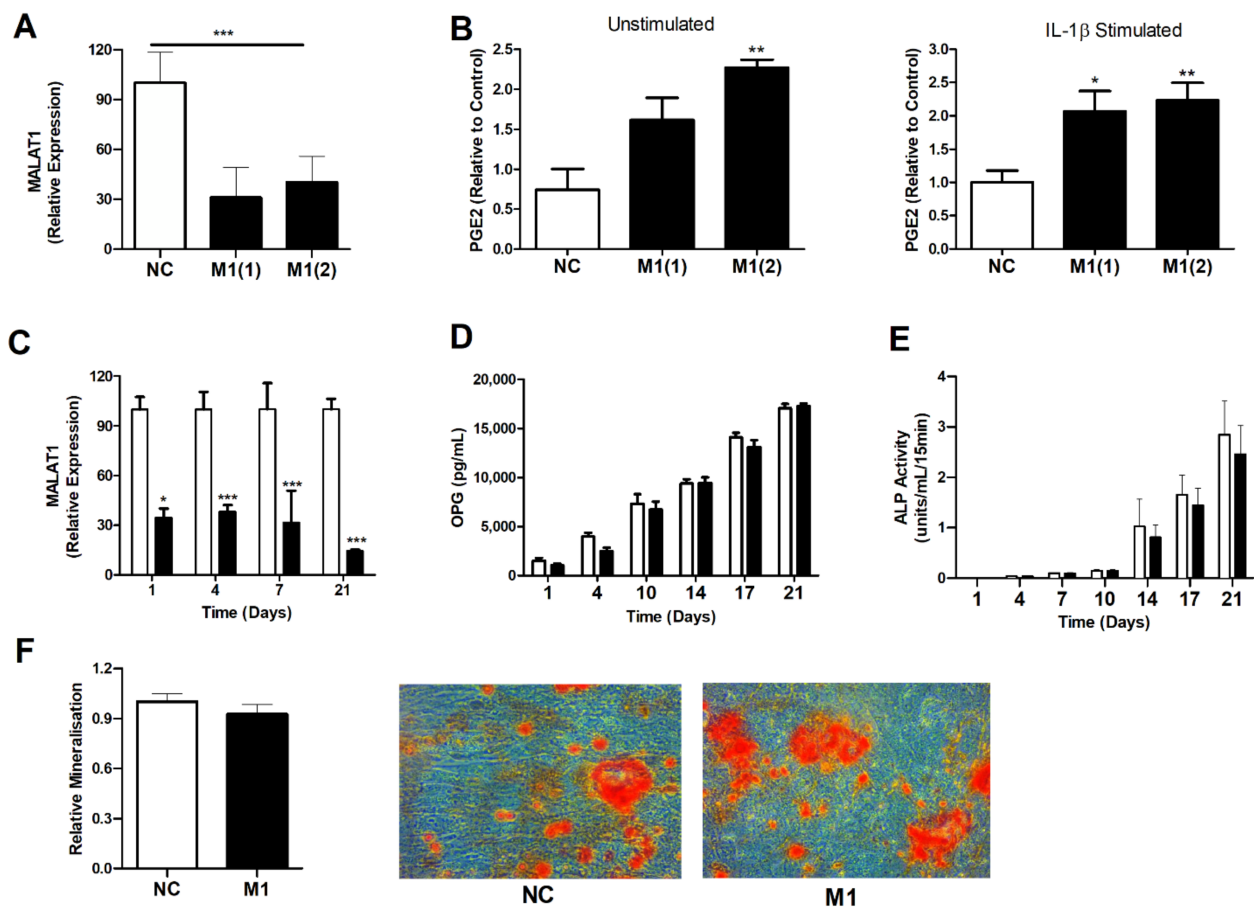 A
MALAT1
(Relative Expression)
120
90
60
30
0
***
NC
M1(1)
M1(2)
B
Unstimulated
PGE2 (Relative to Control)
2.5
2.0
1.5
1.0
0.5
0.0
**
NC
M1(1)
M1(2)
IL-1β Stimulated
PGE2 (Relative to Control)
3.0
2.5
2.0
1.5
1.0
0.5
0.0
*
**
NC
M1(1)
M1(2)
C
MALAT1
(Relative Expression)
120
90
60
30
0
*
***
***
***
1
4
7
21
Time (Days)
D
OPG (pg/mL)
20,000
15,000
10,000
5,000
0
1
4
10
14
17
21
Time (Days)
E
ALP Activity
(units/mL/15min)
4
3
2
1
0
1
4
7
10
14
17
21
Time (Days)
F
Relative Mineralisation
1.2
0.9
0.6
0.3
0.0
NC
M1
NC
M1